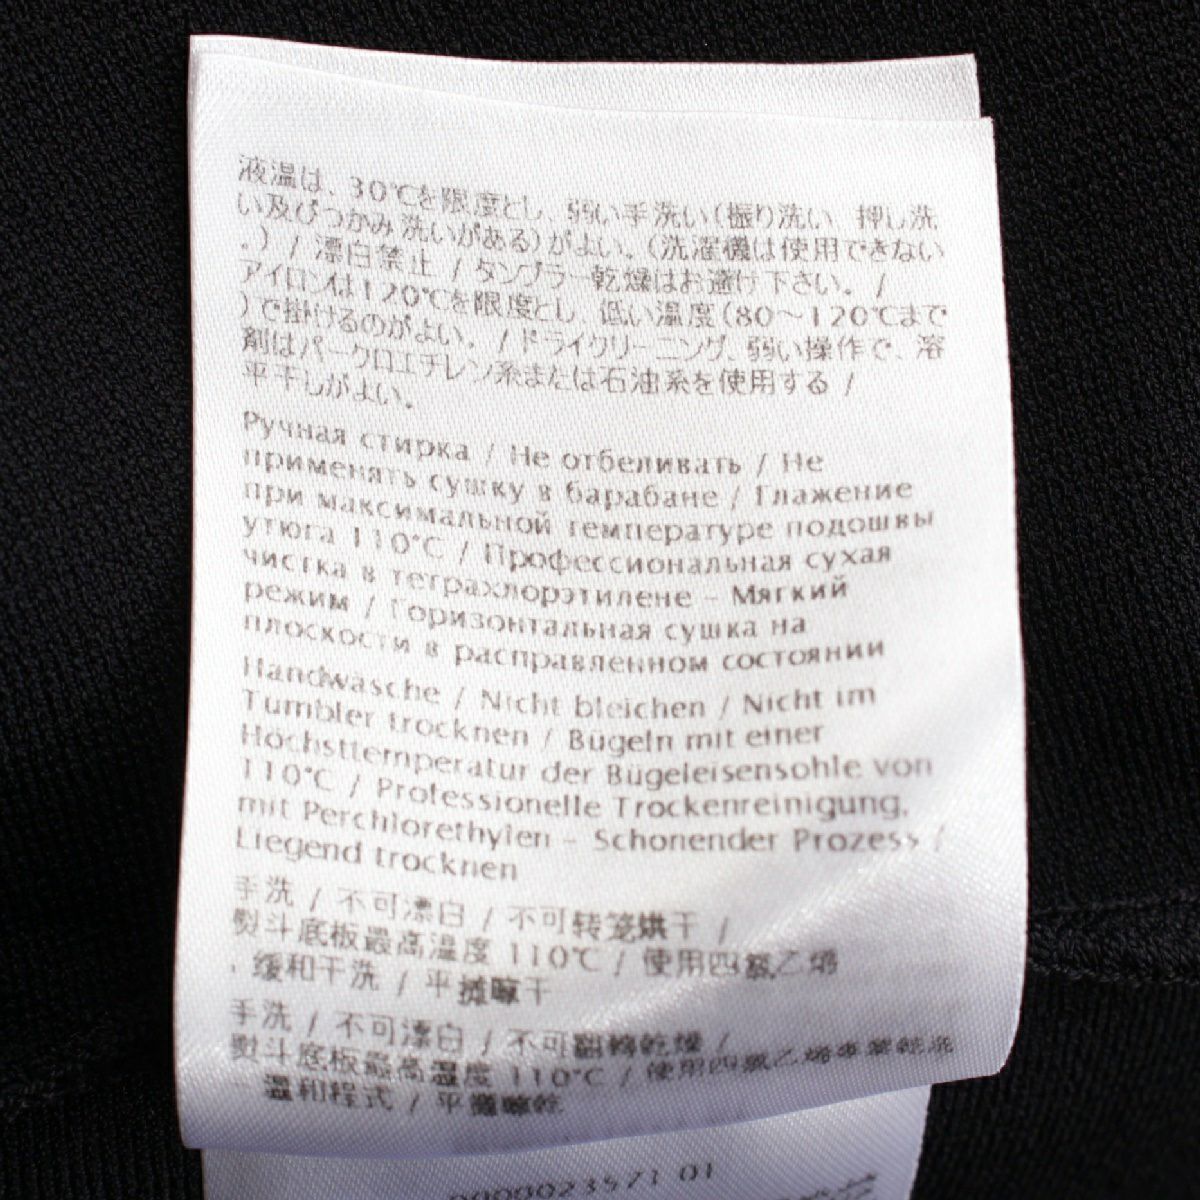 液温は、30℃を限度とし、弱い手洗い(振り洗い、押し洗
い及びつかみ洗いがある)がよい。(洗濯機は使用できない
。) / 漂白禁止 / タンブラー乾燥はお避け下さい。 /
アイロンは120℃を限度とし、低い温度(80～120℃まで
)で掛けるのがよい。 / ドライクリーニング、弱い操作で、溶
剤はパークロエチレン系または石油系を使用する /
平干しがよい。
Ручная стирка / Не отбеливать / Не
применять сушку в барабане / Глажение
при максимальной температуре подошвы
утюга 110°C / Профессиональная сухая
чистка в тетрахлорэтилене – Мягкий
режим / Горизонтальная сушка на
плоскости в расправленном состоянии
Handwäsche / Nicht bleichen / Nicht im
Tumbler trocknen / Bügeln mit einer
Höchsttemperatur der Bügeleisensohle von
110°C / Professionelle Trockenreinigung,
mit Perchlorethylen – Schonender Prozess /
Liegend trocknen
手洗 / 不可漂白 / 不可转笼烘干 /
熨斗底板最高温度 110°C / 使用四氯乙烯
，缓和干洗 / 平摊晾干
手洗 / 不可漂白 / 不可翻轉乾燥 /
熨斗底板最高溫度 110°C / 使用四氯乙烯專業乾洗
- 溫和程式 / 平攤晾乾
0000023571 01